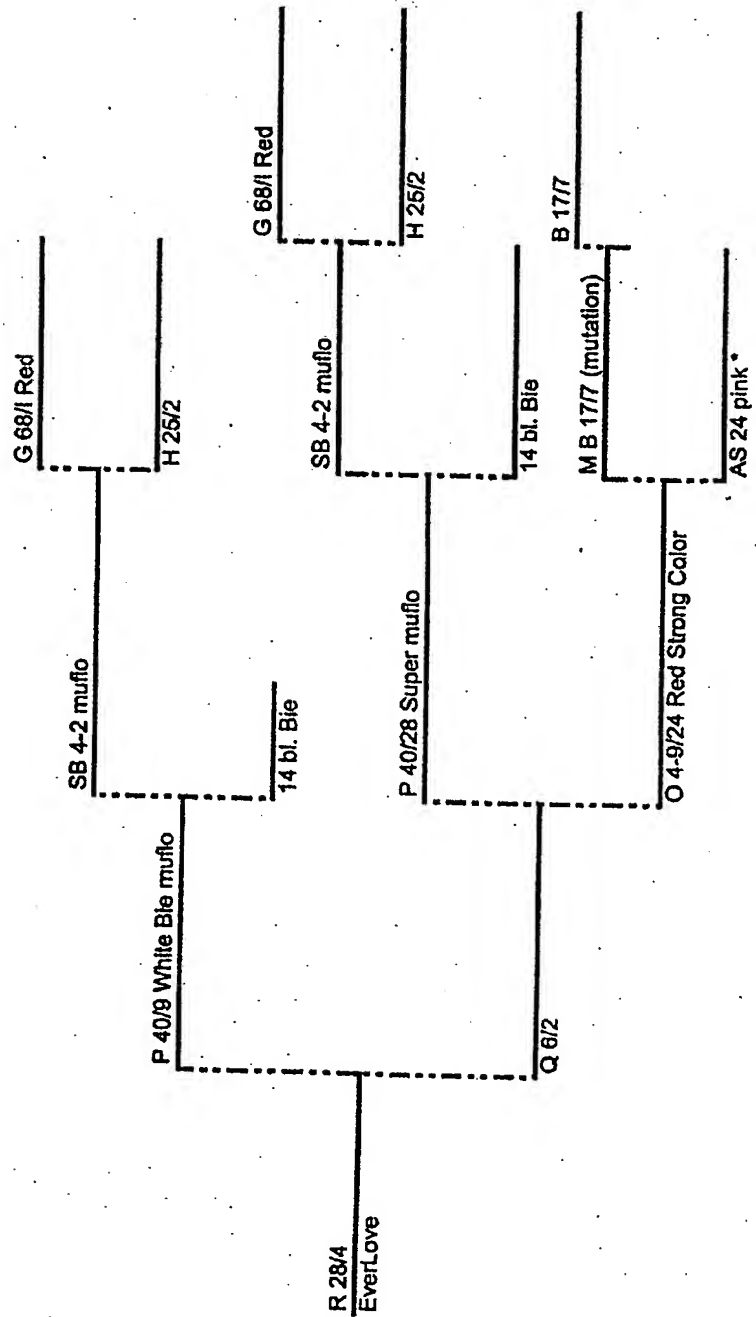 G 68/I Red
H 25/2
SB 4-2 muflo
14 bl. Bie
P 40/9 White Bie muflo
R 28/4
EverLove
G 68/I Red
H 25/2
SB 4-2 muflo
14 bl. Bie
P 40/28 Super muflo
Q 6/2
B 17/7
M B 17/7 (mutation)
AS 24 pink *
O 4-9/24 Red Strong Color